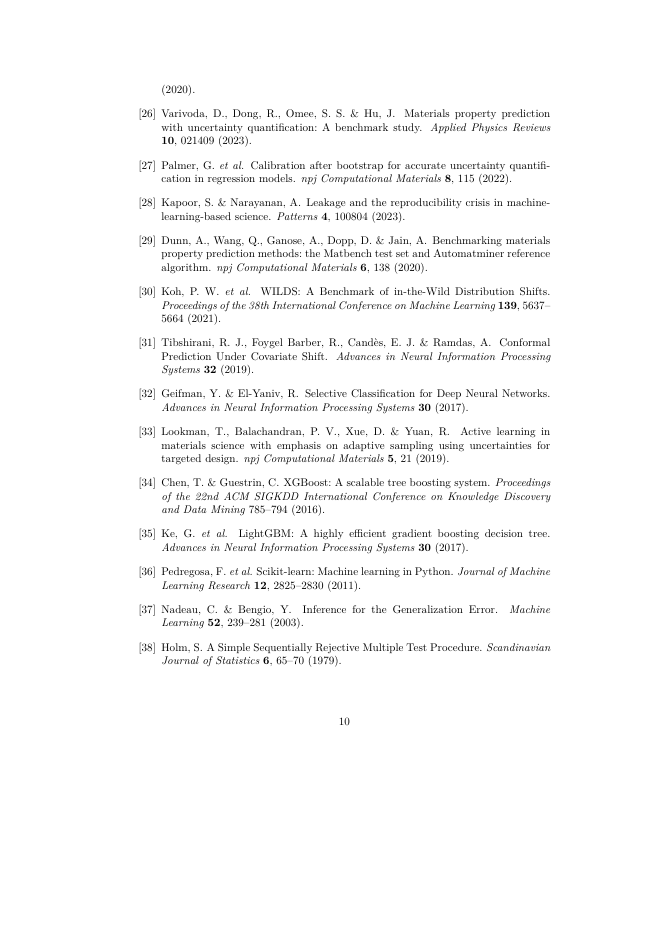 (2020).
[26] Varivoda, D., Dong, R., Omee, S. S. & Hu, J. Materials property prediction
with uncertainty quantification: A benchmark study. Applied Physics Reviews
10, 021409 (2023).
[27] Palmer, G. et al. Calibration after bootstrap for accurate uncertainty quantifi-
cation in regression models. npj Computational Materials 8, 115 (2022).
[28] Kapoor, S. & Narayanan, A. Leakage and the reproducibility crisis in machine-
learning-based science. Patterns 4, 100804 (2023).
[29] Dunn, A., Wang, Q., Ganose, A., Dopp, D. & Jain, A. Benchmarking materials
property prediction methods: the Matbench test set and Automatminer reference
algorithm. npj Computational Materials 6, 138 (2020).
[30] Koh, P. W. et al. WILDS: A Benchmark of in-the-Wild Distribution Shifts.
Proceedings of the 38th International Conference on Machine Learning 139, 5637–
5664 (2021).
[31] Tibshirani, R. J., Foygel Barber, R., Candès, E. J. & Ramdas, A. Conformal
Prediction Under Covariate Shift. Advances in Neural Information Processing
Systems 32 (2019).
[32] Geifman, Y. & El-Yaniv, R. Selective Classification for Deep Neural Networks.
Advances in Neural Information Processing Systems 30 (2017).
[33] Lookman, T., Balachandran, P. V., Xue, D. & Yuan, R. Active learning in
materials science with emphasis on adaptive sampling using uncertainties for
targeted design. npj Computational Materials 5, 21 (2019).
[34] Chen, T. & Guestrin, C. XGBoost: A scalable tree boosting system. Proceedings
of the 22nd ACM SIGKDD International Conference on Knowledge Discovery
and Data Mining 785–794 (2016).
[35] Ke, G. et al. LightGBM: A highly efficient gradient boosting decision tree.
Advances in Neural Information Processing Systems 30 (2017).
[36] Pedregosa, F. et al. Scikit-learn: Machine learning in Python. Journal of Machine
Learning Research 12, 2825–2830 (2011).
[37] Nadeau, C. & Bengio, Y. Inference for the Generalization Error. Machine
Learning 52, 239–281 (2003).
[38] Holm, S. A Simple Sequentially Rejective Multiple Test Procedure. Scandinavian
Journal of Statistics 6, 65–70 (1979).
10